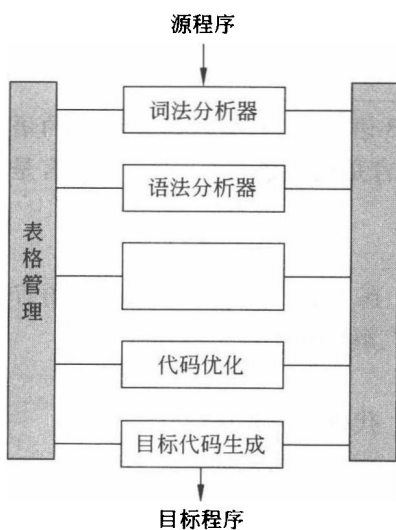 源程序
词法分析器
语法分析器
表格管理
代码优化
目标代码生成
目标程序